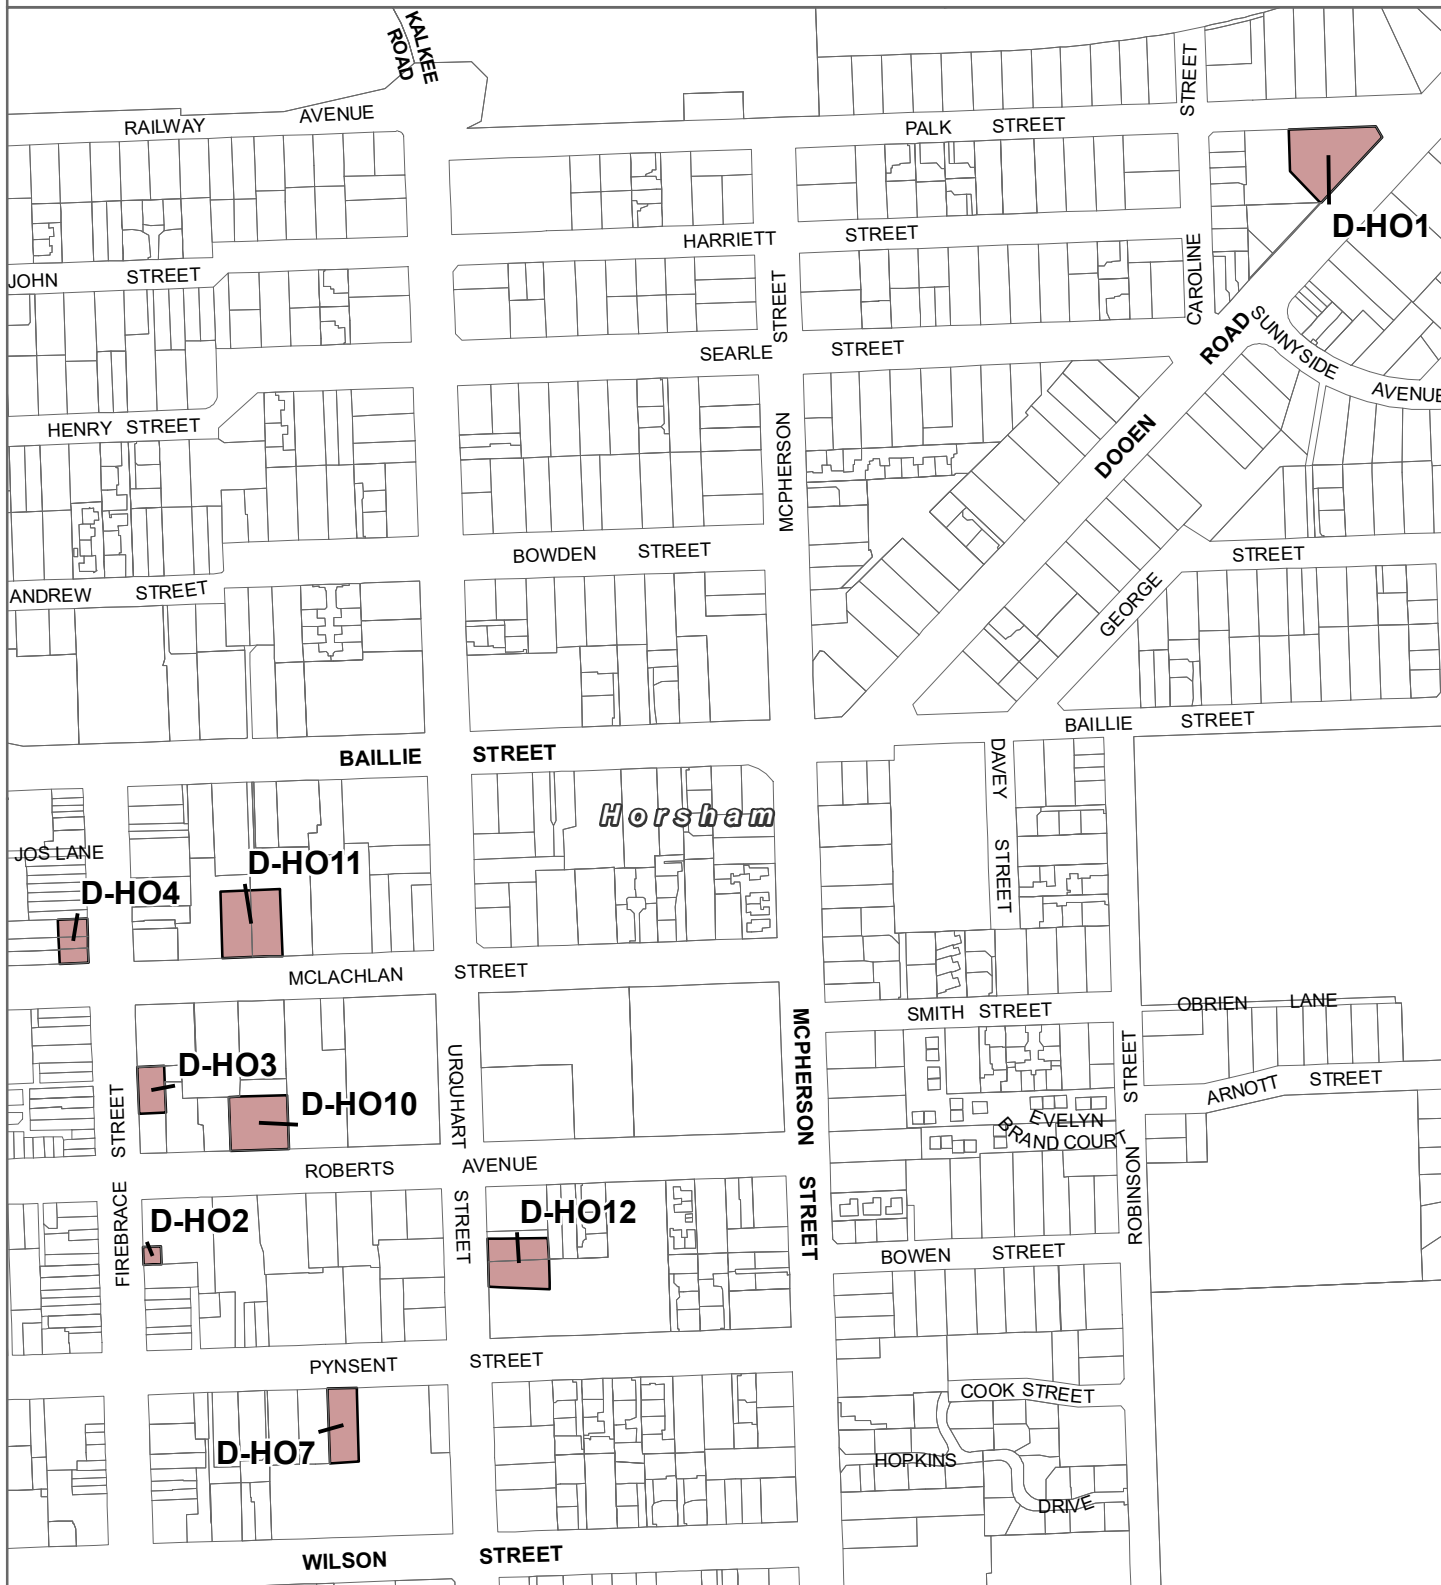 KALKEE
ROAD
RAILWAY AVENUE
PALK STREET
STREET
D-HO1
HARRIETT STREET
JOHN STREET
STREET
CAROLINE
SEARLE STREET
ROAD
SUNNYSIDE
AVENUE
HENRY STREET
MCPHERSON
DOOEN
BOWDEN STREET
STREET
ANDREW STREET
GEORGE
BAILLIE STREET
BAILLIE STREET
DAVEY
STREET
Horsham
JOS LANE
D-HO11
D-HO4
MCLACHLAN STREET
SMITH STREET
OBRIEN LANE
MCPHERSON
STREET
URQUHART
STREET
STREET
D-HO3
D-HO10
ARNOTT STREET
EVELYN
BRAND COURT
STREET
ROBINSON
FIREBRACE
ROBERTS AVENUE
D-HO2
D-HO12
BOWEN STREET
PYNSENT STREET
COOK STREET
D-HO7
HOPKINS
DRIVE
WILSON STREET